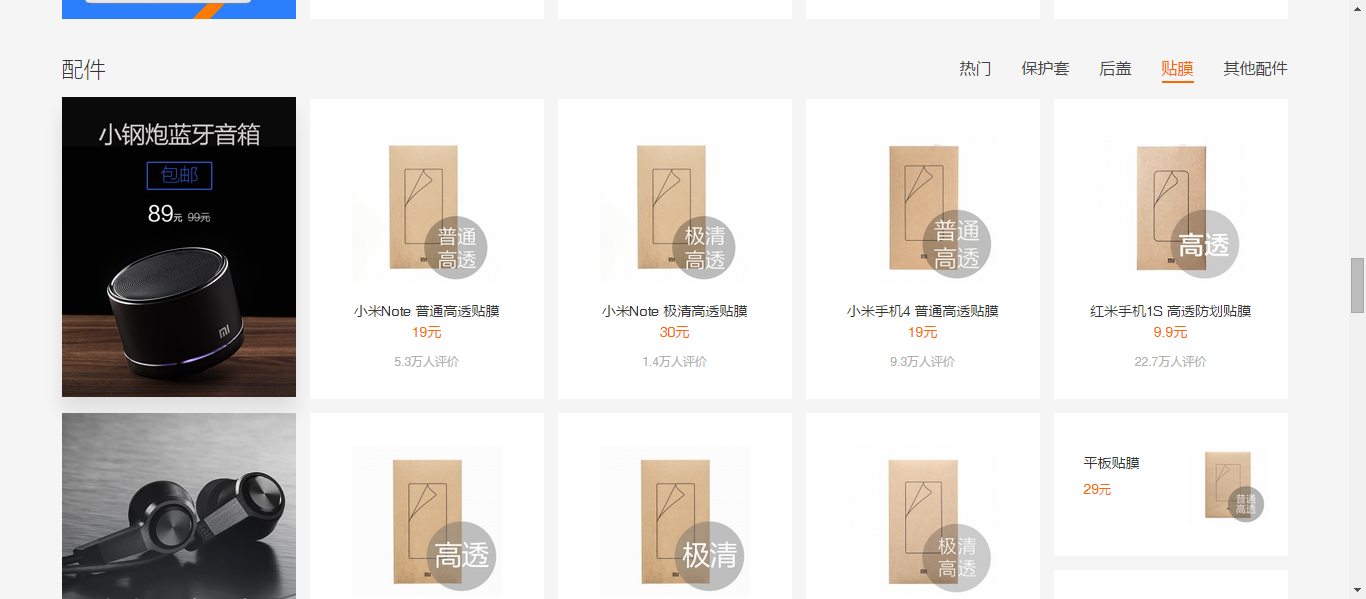 配件
热门 保护套 后盖 贴膜 其他配件
小钢炮蓝牙音箱
包邮
89元 99元
mi
普通
高透
小米Note 普通高透贴膜
19元
5.3万人评价
极清
高透
小米Note 极清高透贴膜
30元
1.4万人评价
普通
高透
小米手机4 普通高透贴膜
19元
9.3万人评价
高透
红米手机1S 高透防划贴膜
9.9元
22.7万人评价
高透
极清
极清
高透
平板贴膜
29元
普通
高透